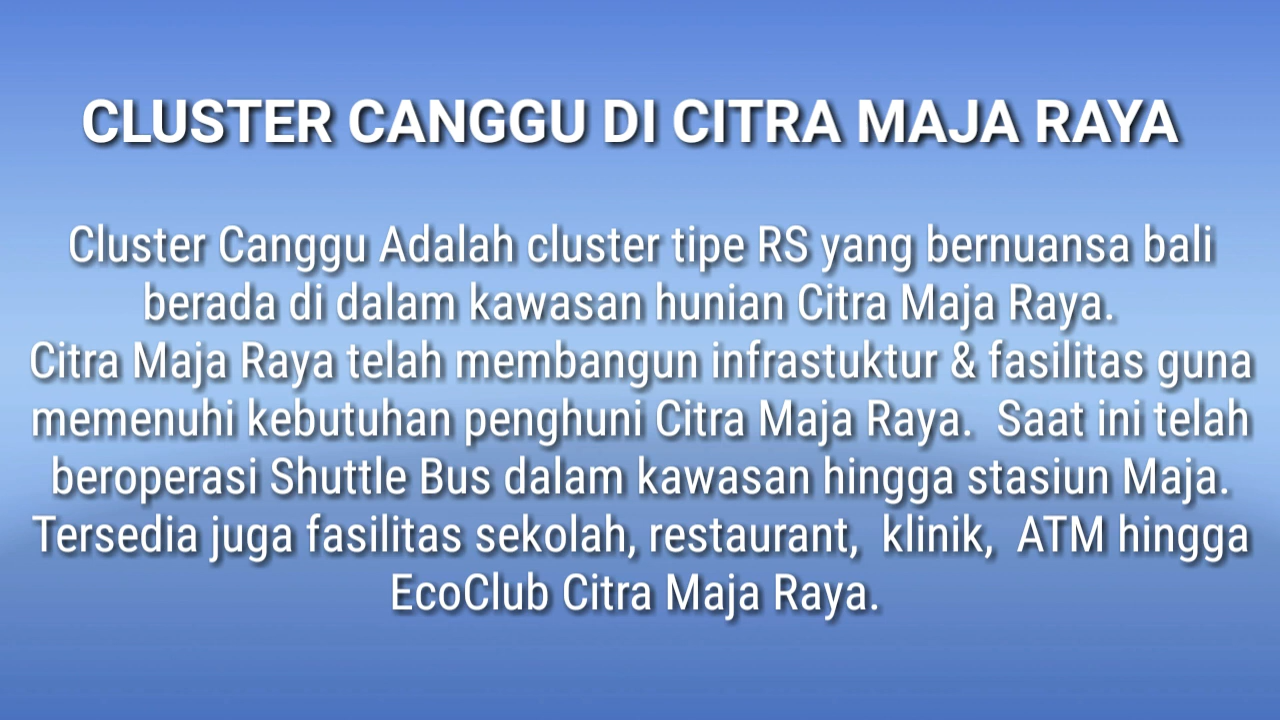 CLUSTER CANGGU DI CITRA MAJA RAYA
Cluster Canggu Adalah cluster tipe RS yang bernuansa bali
berada di dalam kawasan hunian Citra Maja Raya.
Citra Maja Raya telah membangun infrastuktur & fasilitas guna
memenuhi kebutuhan penghuni Citra Maja Raya.  Saat ini telah
beroperasi Shuttle Bus dalam kawasan hingga stasiun Maja.
Tersedia juga fasilitas sekolah, restaurant,  klinik,  ATM hingga
EcoClub Citra Maja Raya.